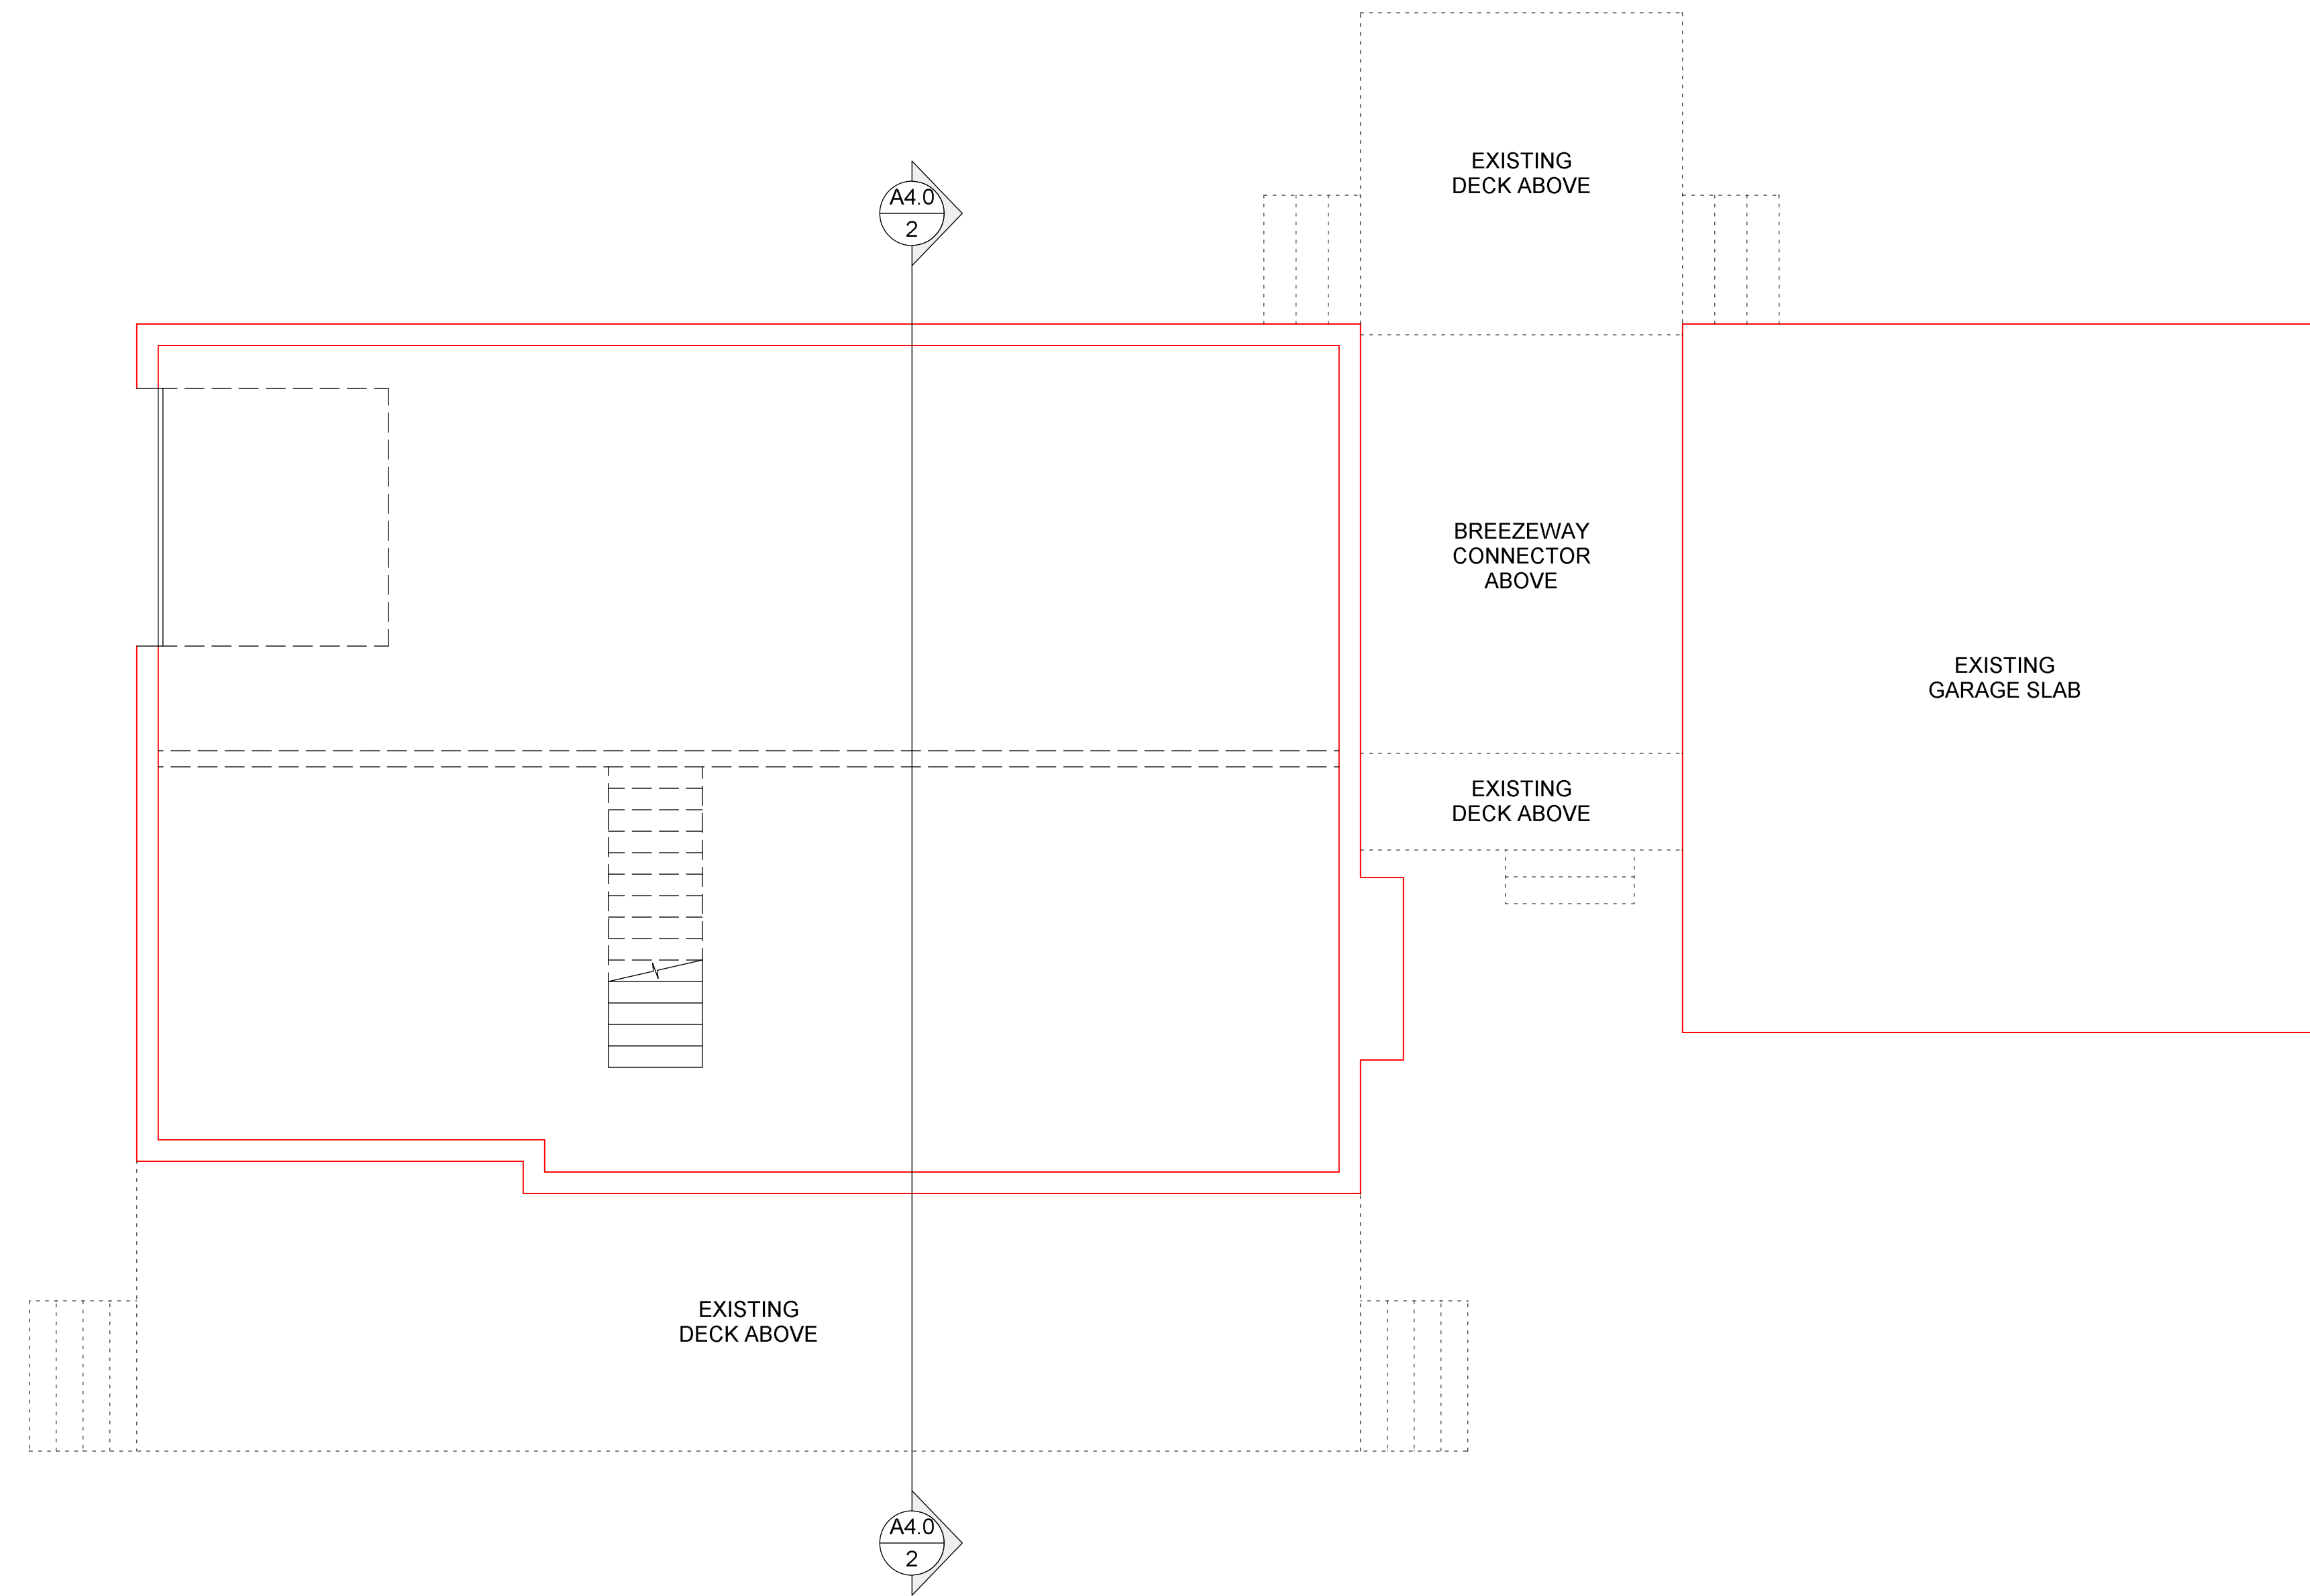 EXISTING
DECK ABOVE
A4.0
2
BREEZEWAY
CONNECTOR
ABOVE
EXISTING
GARAGE SLAB
EXISTING
DECK ABOVE
EXISTING
DECK ABOVE
A4.0
2